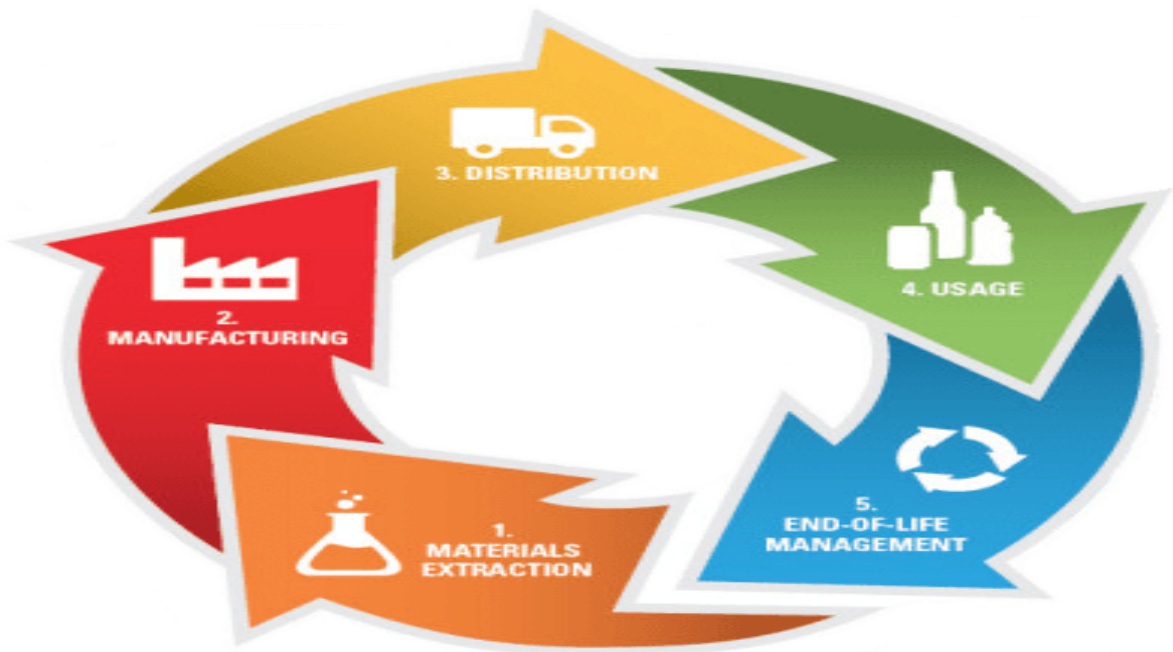 1.
MATERIALS
EXTRACTION
2.
MANUFACTURING
3. DISTRIBUTION
4. USAGE
5.
END-OF-LIFE
MANAGEMENT